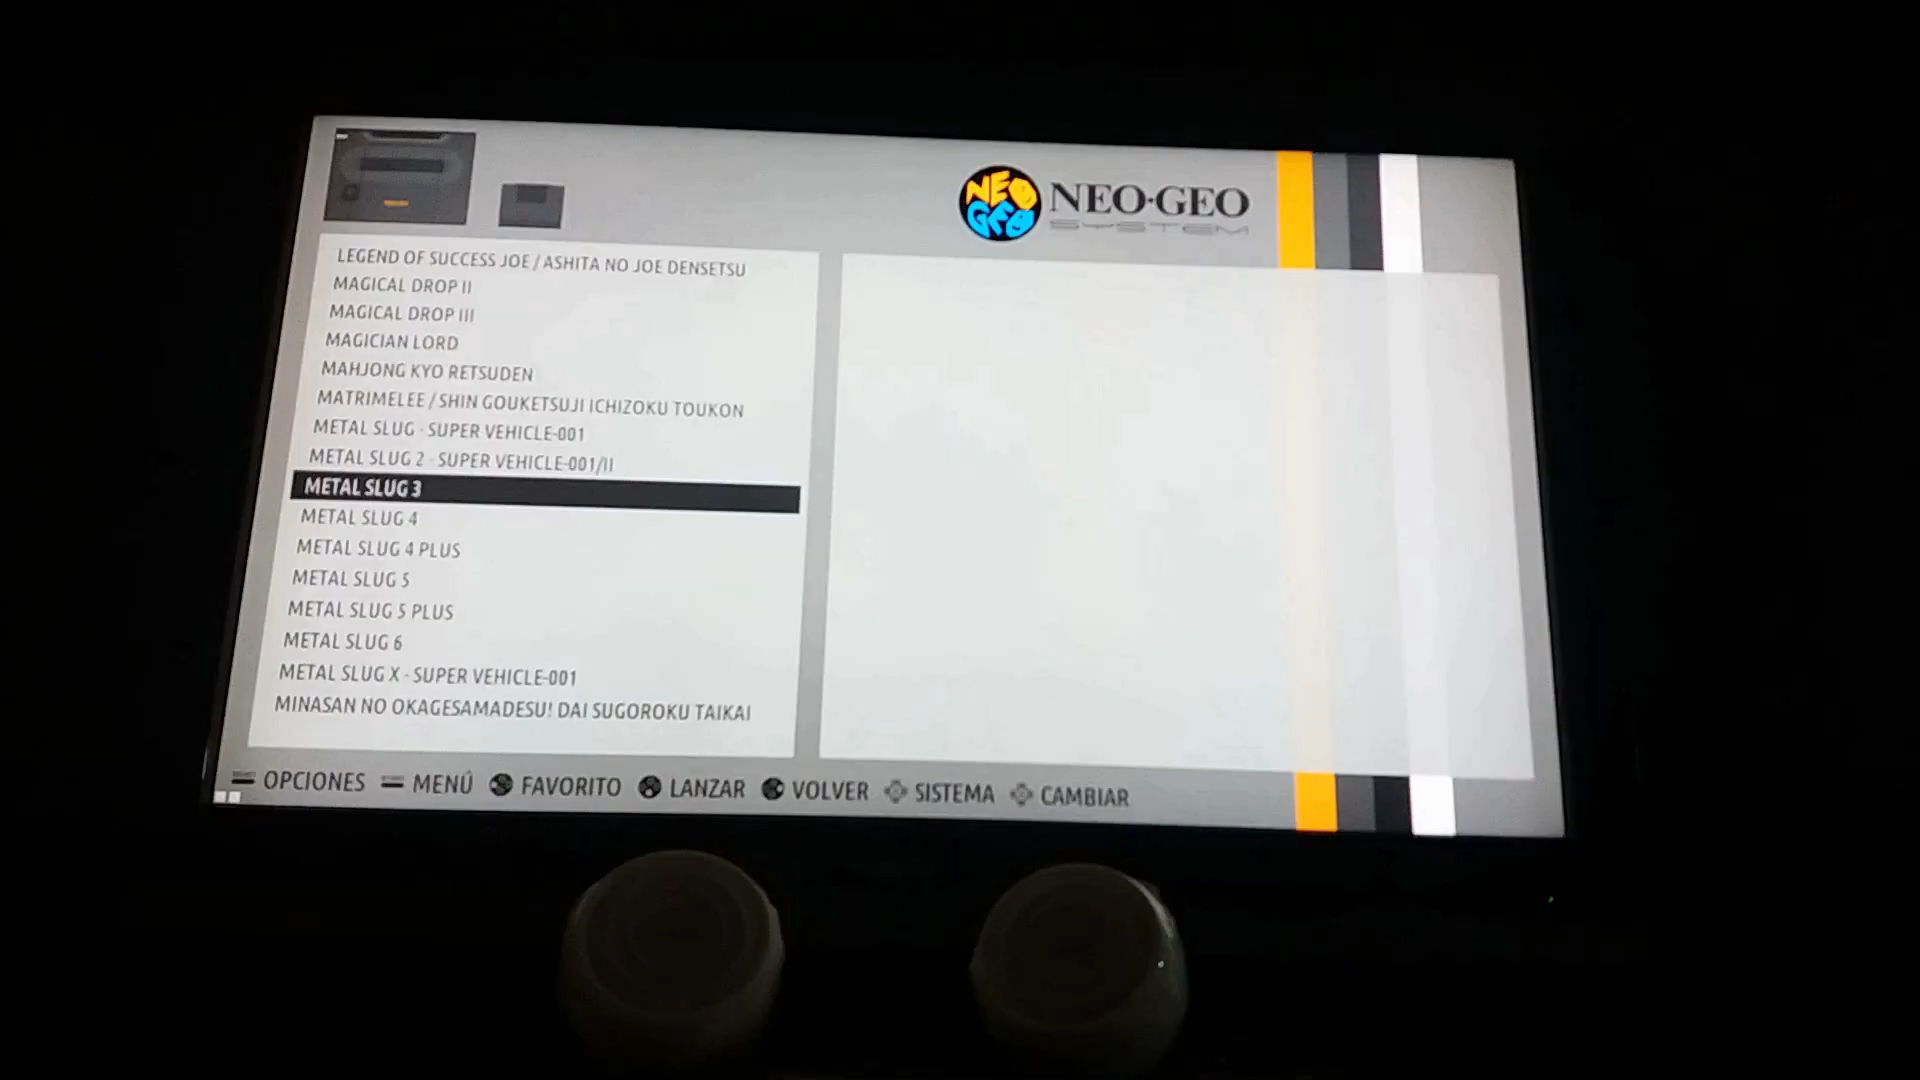 NEO
GEO
NEO·GEO
SYSTEM
LEGEND OF SUCCESS JOE / ASHITA NO JOE DENSETSU
MAGICAL DROP II
MAGICAL DROP III
MAGICIAN LORD
MAHJONG KYO RETSUDEN
MATRIMELEE / SHIN GOUKETSUJI ICHIZOKU TOUKON
METAL SLUG - SUPER VEHICLE-001
METAL SLUG 2 - SUPER VEHICLE-001/II
METAL SLUG 3
METAL SLUG 4
METAL SLUG 4 PLUS
METAL SLUG 5
METAL SLUG 5 PLUS
METAL SLUG 6
METAL SLUG X - SUPER VEHICLE-001
MINASAN NO OKAGESAMADESU! DAI SUGOROKU TAIKAI
OPCIONES MENÚ FAVORITO LANZAR VOLVER SISTEMA CAMBIAR